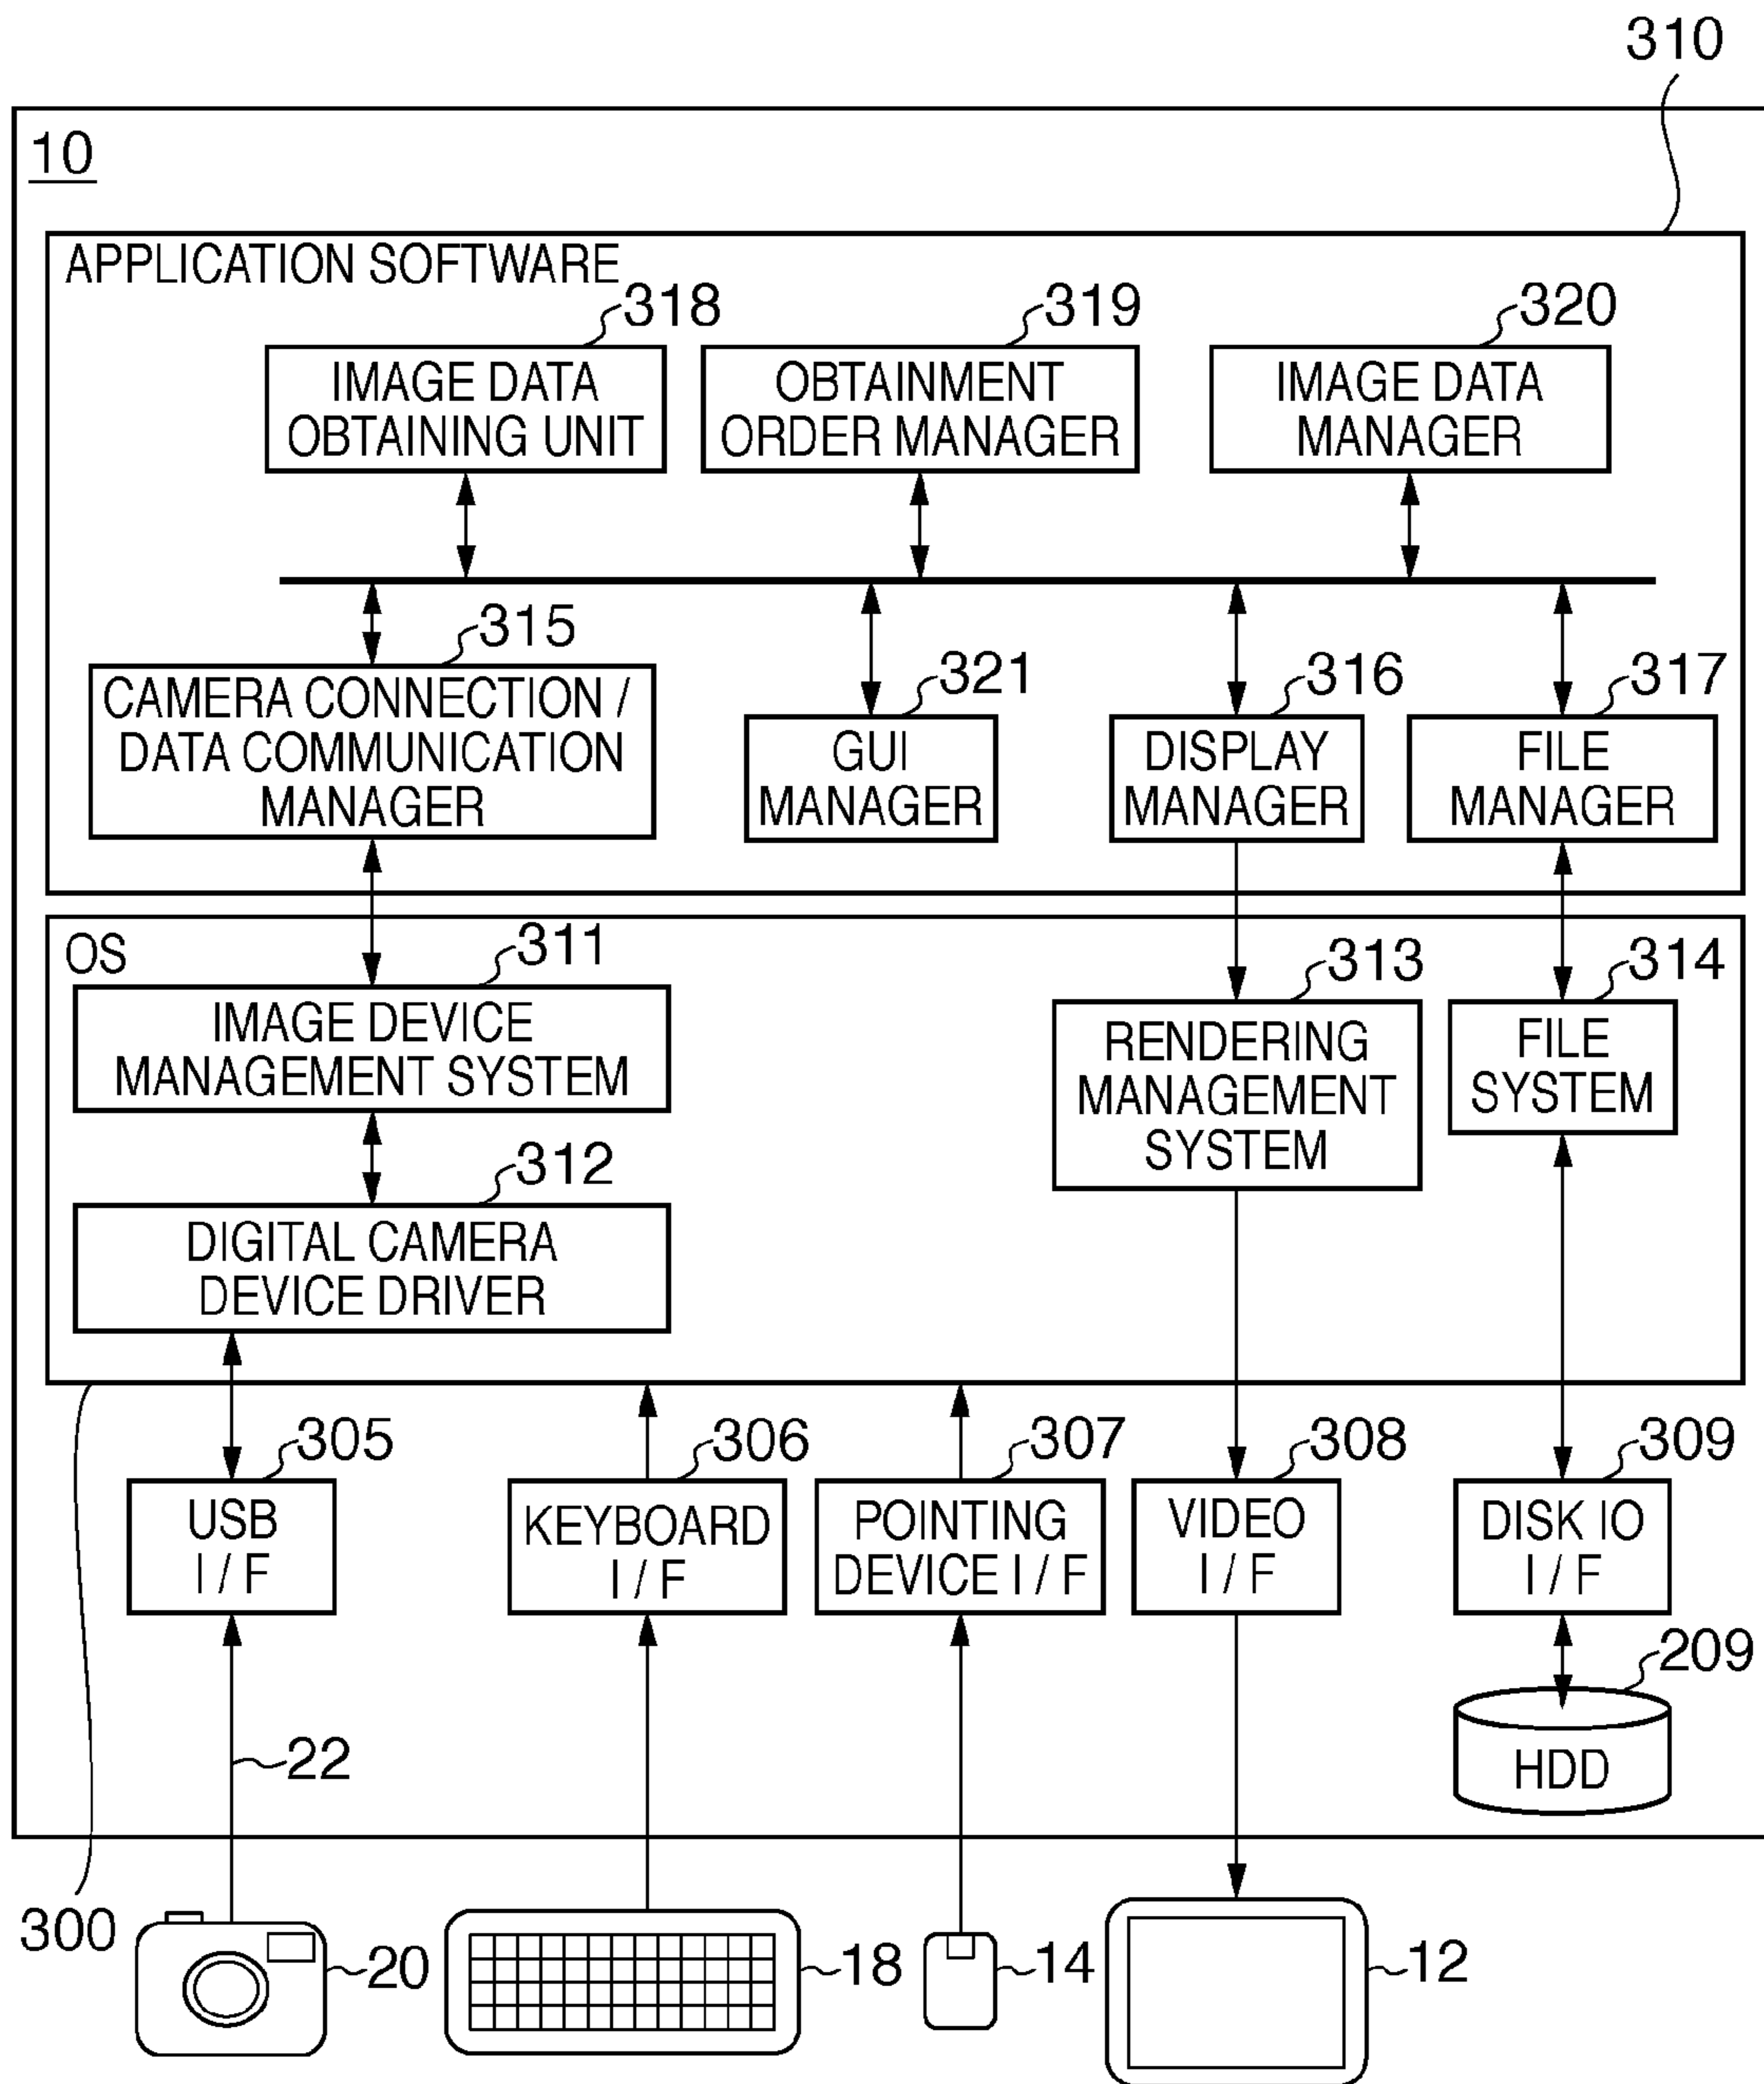 310
10
APPLICATION SOFTWARE
318
319
320
IMAGE DATA
OBTAINING UNIT
OBTAINMENT
ORDER MANAGER
IMAGE DATA
MANAGER
315
321
316
317
CAMERA CONNECTION /
DATA COMMUNICATION
MANAGER
GUI
MANAGER
DISPLAY
MANAGER
FILE
MANAGER
OS
311
313
314
IMAGE DEVICE
MANAGEMENT SYSTEM
RENDERING
MANAGEMENT
SYSTEM
FILE
SYSTEM
312
DIGITAL CAMERA
DEVICE DRIVER
305
306
307
308
309
USB
I / F
KEYBOARD
I / F
POINTING
DEVICE I / F
VIDEO
I / F
DISK IO
I / F
209
HDD
22
300
20
18
14
12